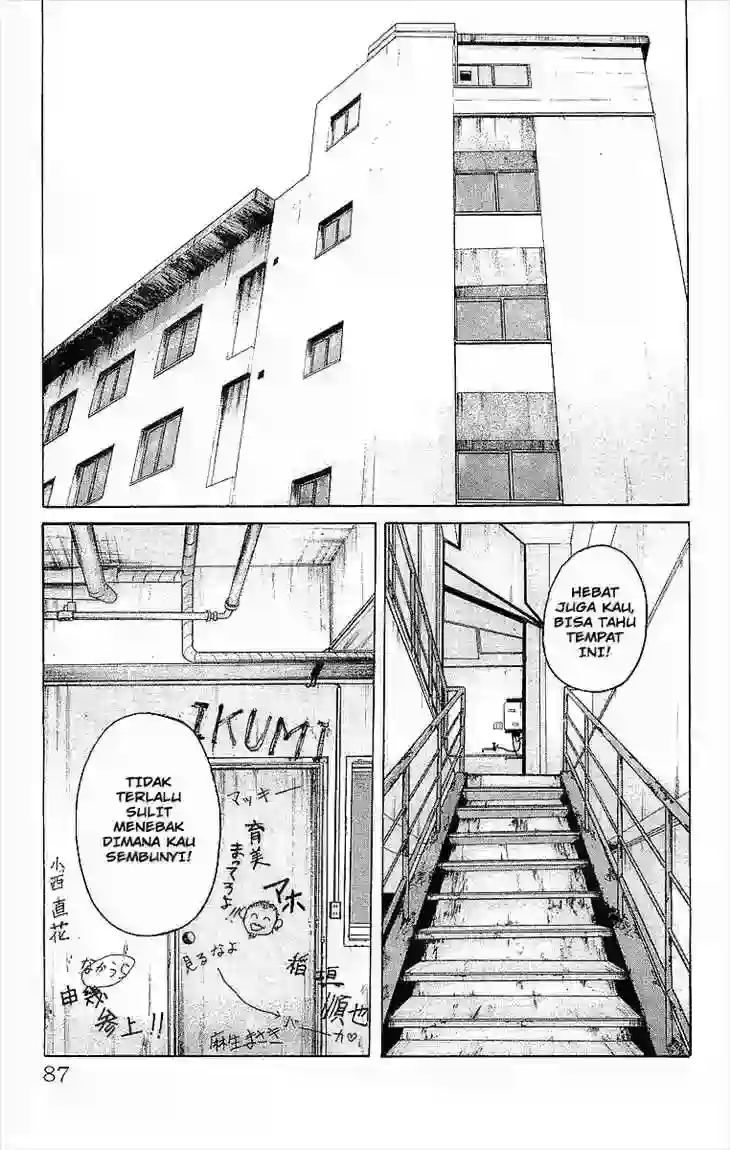 HEBAT
JUGA KAU,
BISA TAHU
TEMPAT
INI!
IKUMI
TIDAK
TERLALU
SULIT
MENEBAK
DIMANA KAU
SEMBUNYI!
マッキー
育美
まってろよ!!
マホ
小西直花
見るなよ
稲垣
順也
参上!!
麻生まさき
87